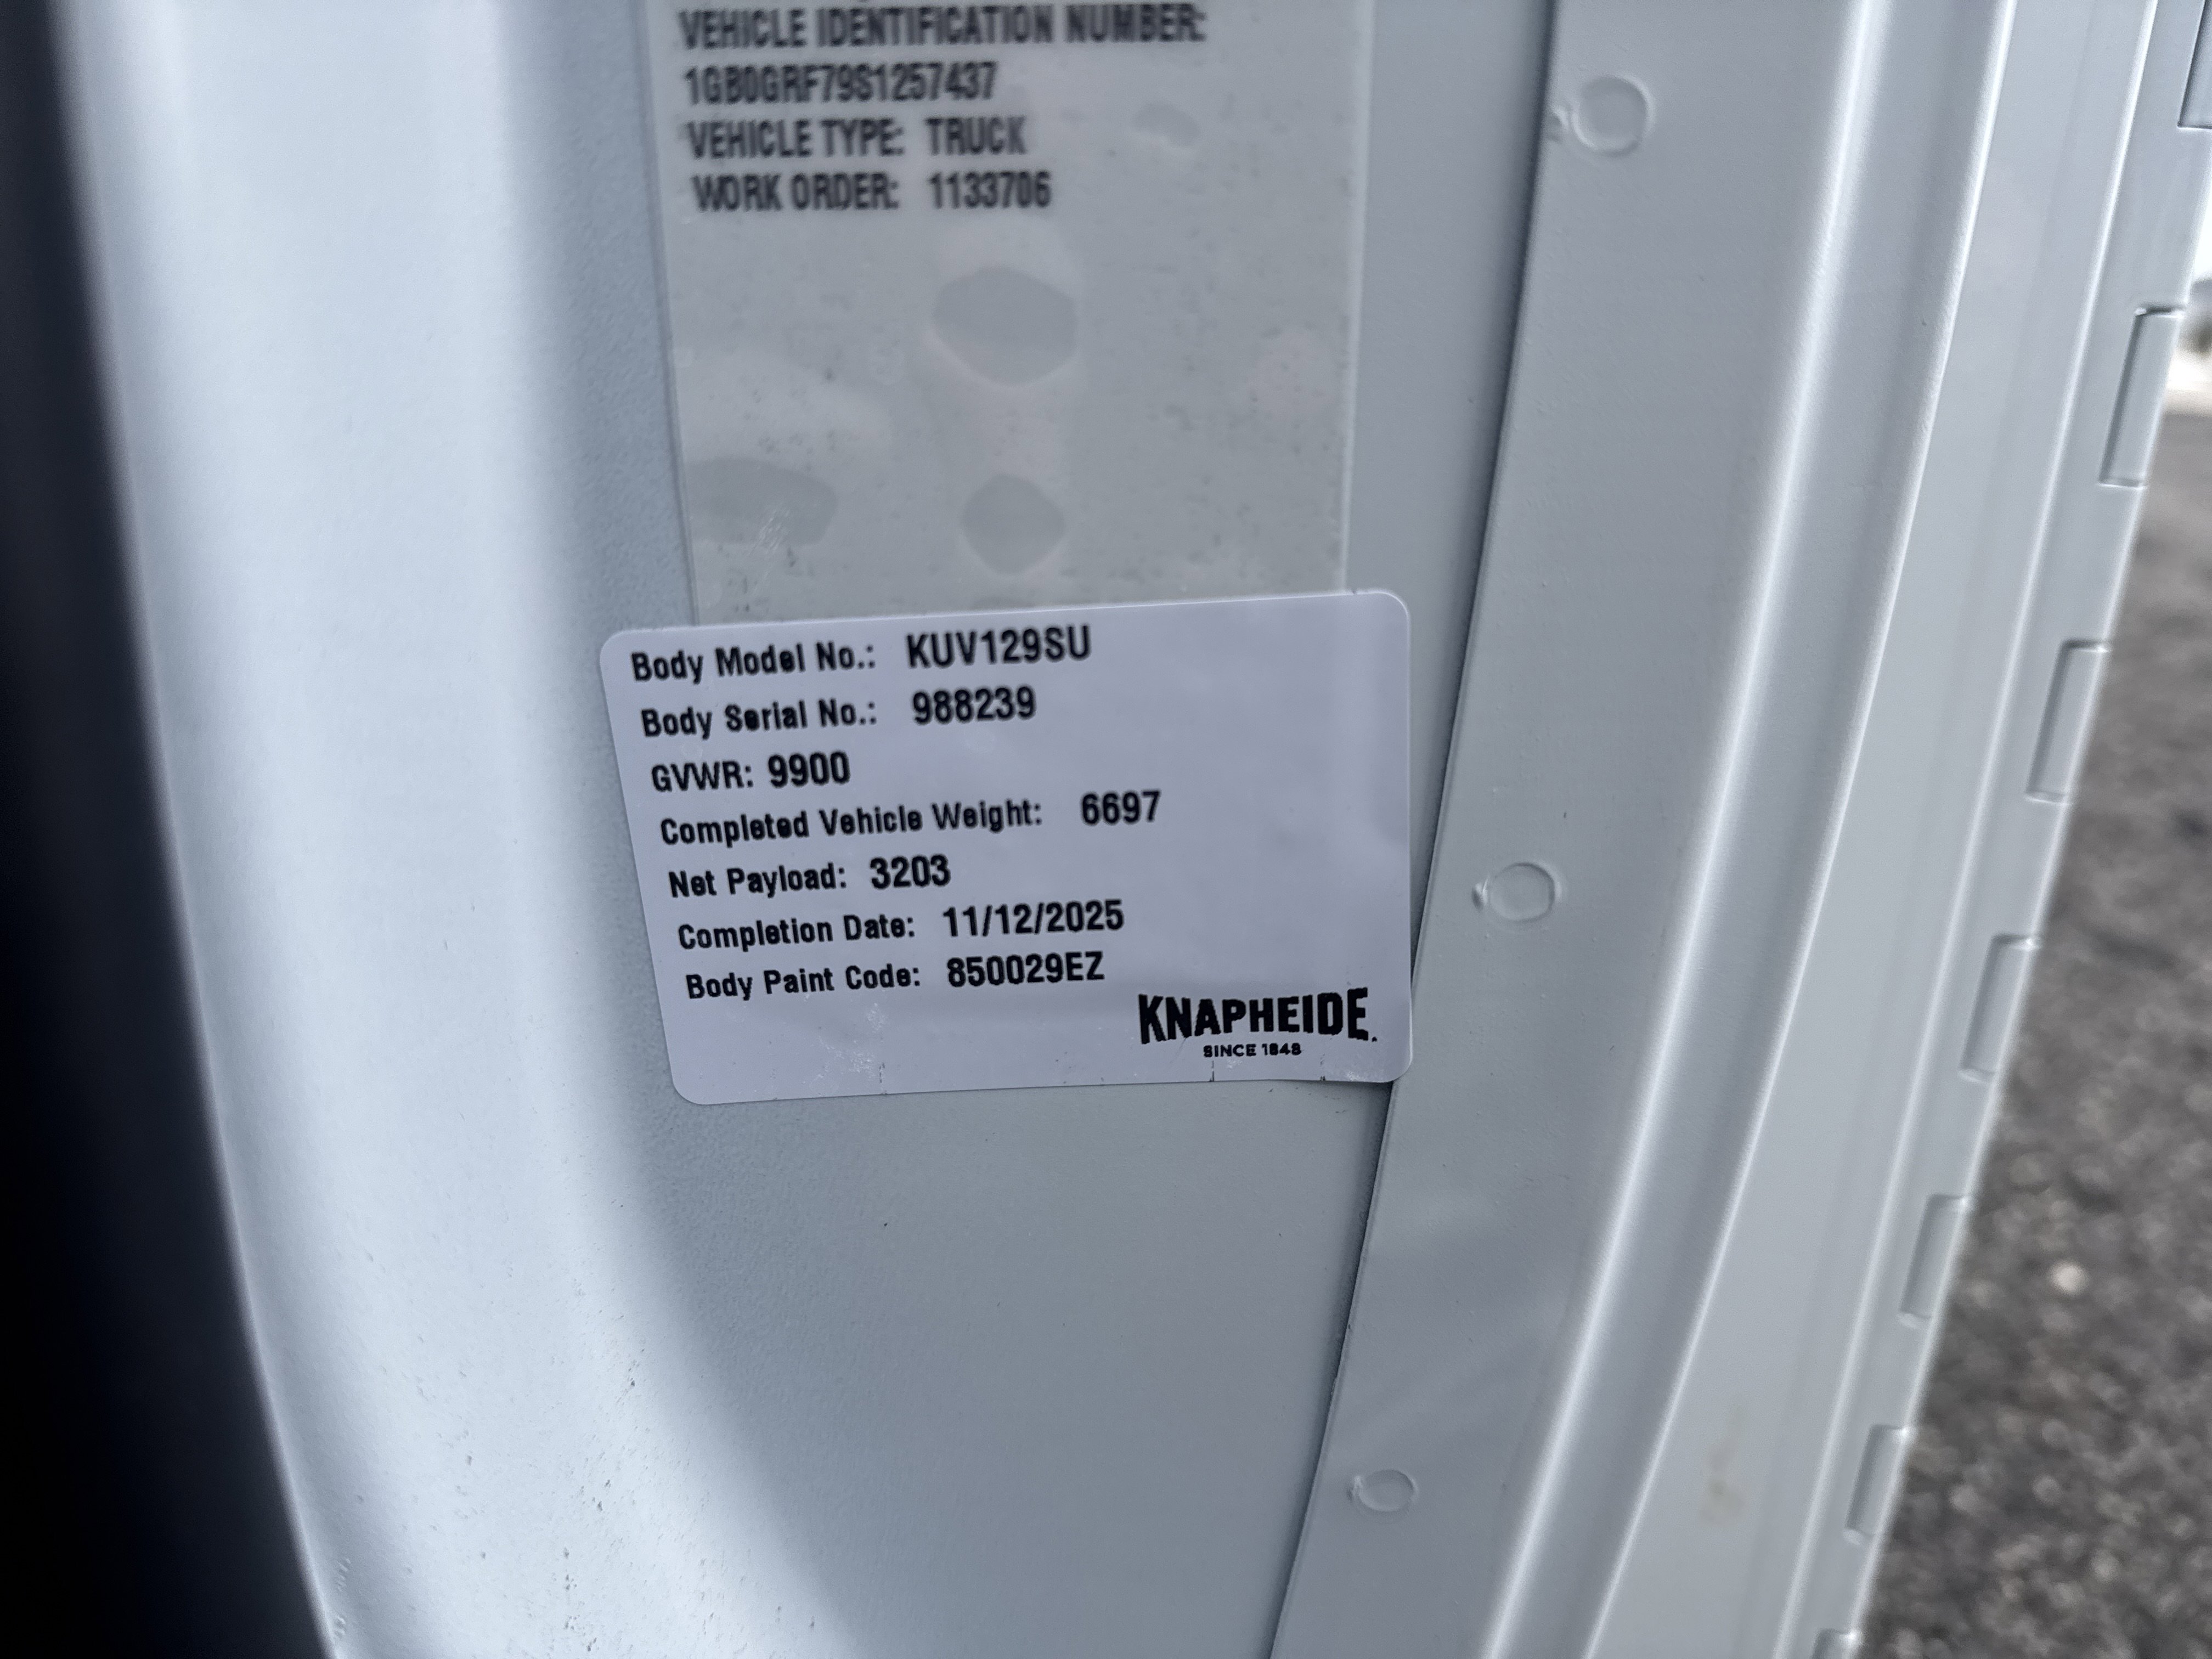 VEHICLE IDENTIFICATION NUMBER:
1GB0GRF79S1257437
VEHICLE TYPE: TRUCK
WORK ORDER: 1133706
Body Model No.: KUV129SU
Body Serial No.: 988239
GVWR: 9900
Completed Vehicle Weight: 6697
Net Payload: 3203
Completion Date: 11/12/2025
Body Paint Code: 850029EZ
KNAPHEIDE
SINCE 1848